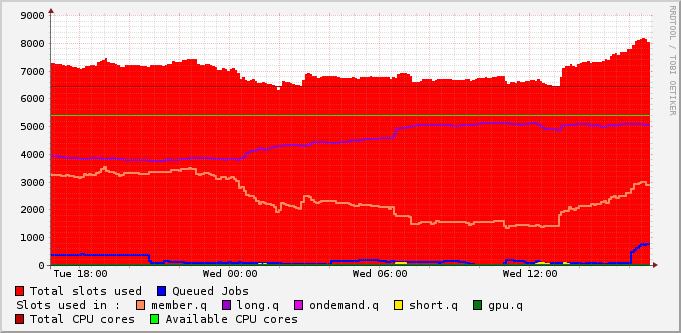 9000
8000
7000
6000
5000
4000
3000
2000
1000
0
Tue 18:00 Wed 00:00 Wed 06:00 Wed 12:00
RRDTOOL / TOBI OETIKER
Total slots used Queued Jobs
Slots used in : member.q long.q ondemand.q short.q gpu.q
Total CPU cores Available CPU cores